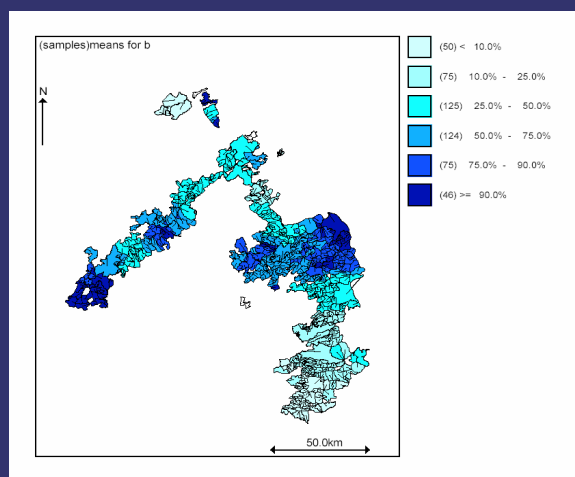 (samples)means for b
N
50.0km
(50) < 10.0%
(75) 10.0% - 25.0%
(125) 25.0% - 50.0%
(124) 50.0% - 75.0%
(75) 75.0% - 90.0%
(46) >= 90.0%